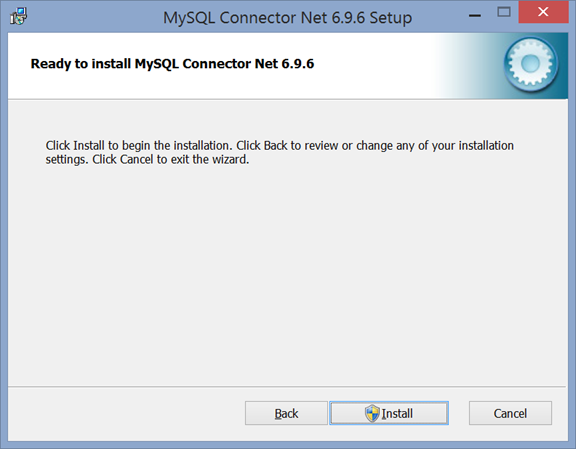 MySQL Connector Net 6.9.6 Setup
Ready to install MySQL Connector Net 6.9.6
Click Install to begin the installation. Click Back to review or change any of your installation
settings. Click Cancel to exit the wizard.
Back
Install
Cancel